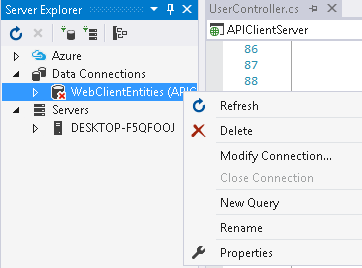 Server Explorer
UserController.cs
APIClientServer
Azure
Data Connections
WebClientEntities (APIC
Servers
DESKTOP-F5QFOOJ
86
87
88
Refresh
Delete
Modify Connection...
Close Connection
New Query
Rename
Properties